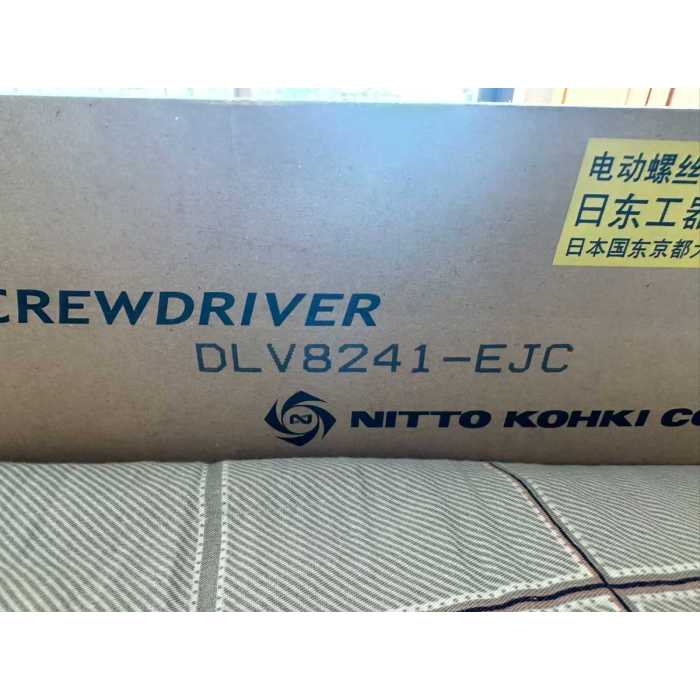 电动螺丝
日东工器
日本国东京都大
CREWDRIVER
DLV8241-EJC
NITTO KOHKI CO